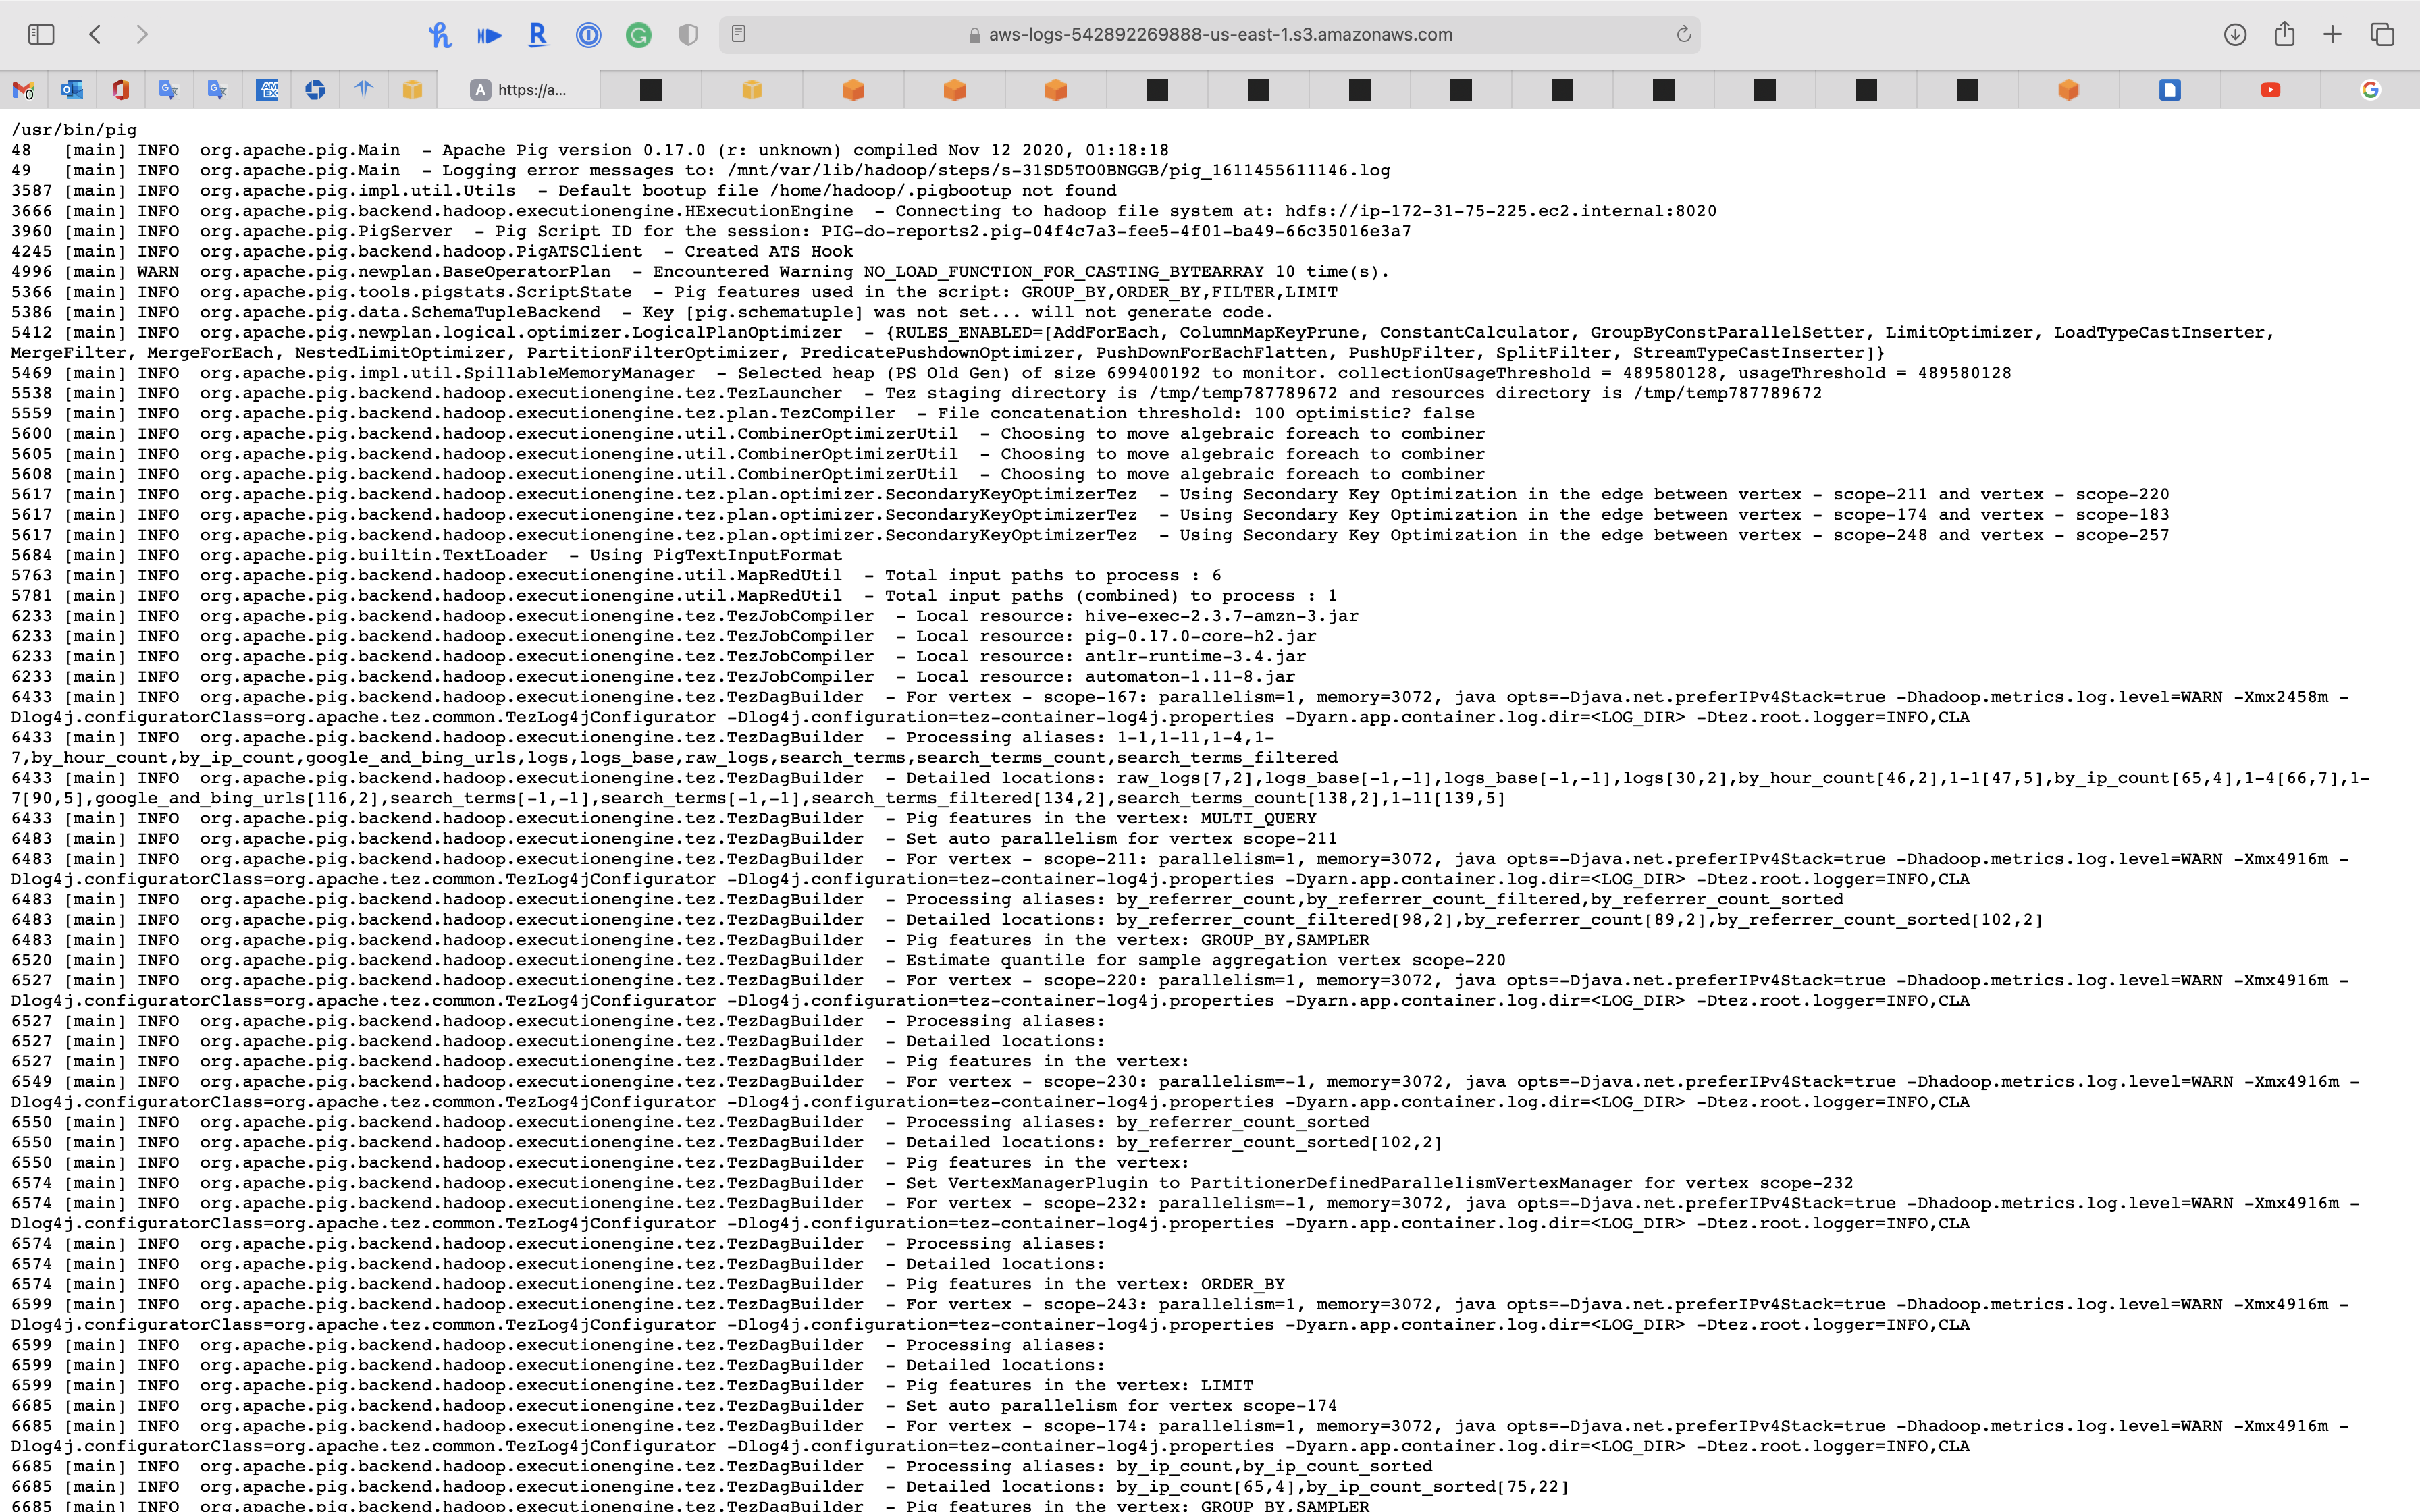 aws-logs-542892269888-us-east-1.s3.amazonaws.com
A https://a...
/usr/bin/pig
48 [main] INFO org.apache.pig.Main – Apache Pig version 0.17.0 (r: unknown) compiled Nov 12 2020, 01:18:18
49 [main] INFO org.apache.pig.Main – Logging error messages to: /mnt/var/lib/hadoop/steps/s-31SD5TO0BNGGB/pig_1611455611146.log
3587 [main] INFO org.apache.pig.impl.util.Utils – Default bootup file /home/hadoop/.pigbootup not found
3666 [main] INFO org.apache.pig.backend.hadoop.executionengine.HExecutionEngine – Connecting to hadoop file system at: hdfs://ip-172-31-75-225.ec2.internal:8020
3960 [main] INFO org.apache.pig.PigServer – Pig Script ID for the session: PIG-do-reports2.pig-04f4c7a3-fee5-4f01-ba49-66c35016e3a7
4245 [main] INFO org.apache.pig.backend.hadoop.PigATSClient – Created ATS Hook
4996 [main] WARN org.apache.pig.newplan.BaseOperatorPlan – Encountered Warning NO_LOAD_FUNCTION_FOR_CASTING_BYTEARRAY 10 time(s).
5366 [main] INFO org.apache.pig.tools.pigstats.ScriptState – Pig features used in the script: GROUP_BY,ORDER_BY,FILTER,LIMIT
5386 [main] INFO org.apache.pig.data.SchemaTupleBackend – Key [pig.schematuple] was not set... will not generate code.
5412 [main] INFO org.apache.pig.newplan.logical.optimizer.LogicalPlanOptimizer – {RULES_ENABLED=[AddForEach, ColumnMapKeyPrune, ConstantCalculator, GroupByConstParallelSetter, LimitOptimizer, LoadTypeCastInserter,
MergeFilter, MergeForEach, NestedLimitOptimizer, PartitionFilterOptimizer, PredicatePushdownOptimizer, PushDownForEachFlatten, PushUpFilter, SplitFilter, StreamTypeCastInserter]}
5469 [main] INFO org.apache.pig.impl.util.SpillableMemoryManager – Selected heap (PS Old Gen) of size 699400192 to monitor. collectionUsageThreshold = 489580128, usageThreshold = 489580128
5538 [main] INFO org.apache.pig.backend.hadoop.executionengine.tez.TezLauncher – Tez staging directory is /tmp/temp787789672 and resources directory is /tmp/temp787789672
5559 [main] INFO org.apache.pig.backend.hadoop.executionengine.tez.plan.TezCompiler – File concatenation threshold: 100 optimistic? false
5600 [main] INFO org.apache.pig.backend.hadoop.executionengine.util.CombinerOptimizerUtil – Choosing to move algebraic foreach to combiner
5605 [main] INFO org.apache.pig.backend.hadoop.executionengine.util.CombinerOptimizerUtil – Choosing to move algebraic foreach to combiner
5608 [main] INFO org.apache.pig.backend.hadoop.executionengine.util.CombinerOptimizerUtil – Choosing to move algebraic foreach to combiner
5617 [main] INFO org.apache.pig.backend.hadoop.executionengine.tez.plan.optimizer.SecondaryKeyOptimizerTez – Using Secondary Key Optimization in the edge between vertex – scope-211 and vertex – scope-220
5617 [main] INFO org.apache.pig.backend.hadoop.executionengine.tez.plan.optimizer.SecondaryKeyOptimizerTez – Using Secondary Key Optimization in the edge between vertex – scope-174 and vertex – scope-183
5617 [main] INFO org.apache.pig.backend.hadoop.executionengine.tez.plan.optimizer.SecondaryKeyOptimizerTez – Using Secondary Key Optimization in the edge between vertex – scope-248 and vertex – scope-257
5684 [main] INFO org.apache.pig.builtin.TextLoader – Using PigTextInputFormat
5763 [main] INFO org.apache.pig.backend.hadoop.executionengine.util.MapRedUtil – Total input paths to process : 6
5781 [main] INFO org.apache.pig.backend.hadoop.executionengine.util.MapRedUtil – Total input paths (combined) to process : 1
6233 [main] INFO org.apache.pig.backend.hadoop.executionengine.tez.TezJobCompiler – Local resource: hive-exec-2.3.7-amzn-3.jar
6233 [main] INFO org.apache.pig.backend.hadoop.executionengine.tez.TezJobCompiler – Local resource: pig-0.17.0-core-h2.jar
6233 [main] INFO org.apache.pig.backend.hadoop.executionengine.tez.TezJobCompiler – Local resource: antlr-runtime-3.4.jar
6233 [main] INFO org.apache.pig.backend.hadoop.executionengine.tez.TezJobCompiler – Local resource: automaton-1.11-8.jar
6433 [main] INFO org.apache.pig.backend.hadoop.executionengine.tez.TezDagBuilder – For vertex – scope-167: parallelism=1, memory=3072, java opts=-Djava.net.preferIPv4Stack=true -Dhadoop.metrics.log.level=WARN -Xmx2458m -
Dlog4j.configuratorClass=org.apache.tez.common.TezLog4jConfigurator -Dlog4j.configuration=tez-container-log4j.properties -Dyarn.app.container.log.dir=<LOG_DIR> -Dtez.root.logger=INFO,CLA
6433 [main] INFO org.apache.pig.backend.hadoop.executionengine.tez.TezDagBuilder – Processing aliases: 1-1,1-11,1-4,1-
7,by_hour_count,by_ip_count,google_and_bing_urls,logs,logs_base,raw_logs,search_terms,search_terms_count,search_terms_filtered
6433 [main] INFO org.apache.pig.backend.hadoop.executionengine.tez.TezDagBuilder – Detailed locations: raw_logs[7,2],logs_base[-1,-1],logs_base[-1,-1],logs[30,2],by_hour_count[46,2],1-1[47,5],by_ip_count[65,4],1-4[66,7],1-
7[90,5],google_and_bing_urls[116,2],search_terms[-1,-1],search_terms[-1,-1],search_terms_filtered[134,2],search_terms_count[138,2],1-11[139,5]
6433 [main] INFO org.apache.pig.backend.hadoop.executionengine.tez.TezDagBuilder – Pig features in the vertex: MULTI_QUERY
6483 [main] INFO org.apache.pig.backend.hadoop.executionengine.tez.TezDagBuilder – Set auto parallelism for vertex scope-211
6483 [main] INFO org.apache.pig.backend.hadoop.executionengine.tez.TezDagBuilder – For vertex – scope-211: parallelism=1, memory=3072, java opts=-Djava.net.preferIPv4Stack=true -Dhadoop.metrics.log.level=WARN -Xmx4916m -
Dlog4j.configuratorClass=org.apache.tez.common.TezLog4jConfigurator -Dlog4j.configuration=tez-container-log4j.properties -Dyarn.app.container.log.dir=<LOG_DIR> -Dtez.root.logger=INFO,CLA
6483 [main] INFO org.apache.pig.backend.hadoop.executionengine.tez.TezDagBuilder – Processing aliases: by_referrer_count,by_referrer_count_filtered,by_referrer_count_sorted
6483 [main] INFO org.apache.pig.backend.hadoop.executionengine.tez.TezDagBuilder – Detailed locations: by_referrer_count_filtered[98,2],by_referrer_count[89,2],by_referrer_count_sorted[102,2]
6483 [main] INFO org.apache.pig.backend.hadoop.executionengine.tez.TezDagBuilder – Pig features in the vertex: GROUP_BY,SAMPLER
6520 [main] INFO org.apache.pig.backend.hadoop.executionengine.tez.TezDagBuilder – Estimate quantile for sample aggregation vertex scope-220
6527 [main] INFO org.apache.pig.backend.hadoop.executionengine.tez.TezDagBuilder – For vertex – scope-220: parallelism=1, memory=3072, java opts=-Djava.net.preferIPv4Stack=true -Dhadoop.metrics.log.level=WARN -Xmx4916m -
Dlog4j.configuratorClass=org.apache.tez.common.TezLog4jConfigurator -Dlog4j.configuration=tez-container-log4j.properties -Dyarn.app.container.log.dir=<LOG_DIR> -Dtez.root.logger=INFO,CLA
6527 [main] INFO org.apache.pig.backend.hadoop.executionengine.tez.TezDagBuilder – Processing aliases:
6527 [main] INFO org.apache.pig.backend.hadoop.executionengine.tez.TezDagBuilder – Detailed locations:
6527 [main] INFO org.apache.pig.backend.hadoop.executionengine.tez.TezDagBuilder – Pig features in the vertex:
6549 [main] INFO org.apache.pig.backend.hadoop.executionengine.tez.TezDagBuilder – For vertex – scope-230: parallelism=-1, memory=3072, java opts=-Djava.net.preferIPv4Stack=true -Dhadoop.metrics.log.level=WARN -Xmx4916m -
Dlog4j.configuratorClass=org.apache.tez.common.TezLog4jConfigurator -Dlog4j.configuration=tez-container-log4j.properties -Dyarn.app.container.log.dir=<LOG_DIR> -Dtez.root.logger=INFO,CLA
6550 [main] INFO org.apache.pig.backend.hadoop.executionengine.tez.TezDagBuilder – Processing aliases: by_referrer_count_sorted
6550 [main] INFO org.apache.pig.backend.hadoop.executionengine.tez.TezDagBuilder – Detailed locations: by_referrer_count_sorted[102,2]
6550 [main] INFO org.apache.pig.backend.hadoop.executionengine.tez.TezDagBuilder – Pig features in the vertex:
6574 [main] INFO org.apache.pig.backend.hadoop.executionengine.tez.TezDagBuilder – Set VertexManagerPlugin to PartitionerDefinedParallelismVertexManager for vertex scope-232
6574 [main] INFO org.apache.pig.backend.hadoop.executionengine.tez.TezDagBuilder – For vertex – scope-232: parallelism=-1, memory=3072, java opts=-Djava.net.preferIPv4Stack=true -Dhadoop.metrics.log.level=WARN -Xmx4916m -
Dlog4j.configuratorClass=org.apache.tez.common.TezLog4jConfigurator -Dlog4j.configuration=tez-container-log4j.properties -Dyarn.app.container.log.dir=<LOG_DIR> -Dtez.root.logger=INFO,CLA
6574 [main] INFO org.apache.pig.backend.hadoop.executionengine.tez.TezDagBuilder – Processing aliases:
6574 [main] INFO org.apache.pig.backend.hadoop.executionengine.tez.TezDagBuilder – Detailed locations:
6574 [main] INFO org.apache.pig.backend.hadoop.executionengine.tez.TezDagBuilder – Pig features in the vertex: ORDER_BY
6599 [main] INFO org.apache.pig.backend.hadoop.executionengine.tez.TezDagBuilder – For vertex – scope-243: parallelism=1, memory=3072, java opts=-Djava.net.preferIPv4Stack=true -Dhadoop.metrics.log.level=WARN -Xmx4916m -
Dlog4j.configuratorClass=org.apache.tez.common.TezLog4jConfigurator -Dlog4j.configuration=tez-container-log4j.properties -Dyarn.app.container.log.dir=<LOG_DIR> -Dtez.root.logger=INFO,CLA
6599 [main] INFO org.apache.pig.backend.hadoop.executionengine.tez.TezDagBuilder – Processing aliases:
6599 [main] INFO org.apache.pig.backend.hadoop.executionengine.tez.TezDagBuilder – Detailed locations:
6599 [main] INFO org.apache.pig.backend.hadoop.executionengine.tez.TezDagBuilder – Pig features in the vertex: LIMIT
6685 [main] INFO org.apache.pig.backend.hadoop.executionengine.tez.TezDagBuilder – Set auto parallelism for vertex scope-174
6685 [main] INFO org.apache.pig.backend.hadoop.executionengine.tez.TezDagBuilder – For vertex – scope-174: parallelism=1, memory=3072, java opts=-Djava.net.preferIPv4Stack=true -Dhadoop.metrics.log.level=WARN -Xmx4916m -
Dlog4j.configuratorClass=org.apache.tez.common.TezLog4jConfigurator -Dlog4j.configuration=tez-container-log4j.properties -Dyarn.app.container.log.dir=<LOG_DIR> -Dtez.root.logger=INFO,CLA
6685 [main] INFO org.apache.pig.backend.hadoop.executionengine.tez.TezDagBuilder – Processing aliases: by_ip_count,by_ip_count_sorted
6685 [main] INFO org.apache.pig.backend.hadoop.executionengine.tez.TezDagBuilder – Detailed locations: by_ip_count[65,4],by_ip_count_sorted[75,22]
6685 [main] INFO org.apache.pig.backend.hadoop.executionengine.tez.TezDagBuilder – Pig features in the vertex: GROUP_BY,SAMPLER